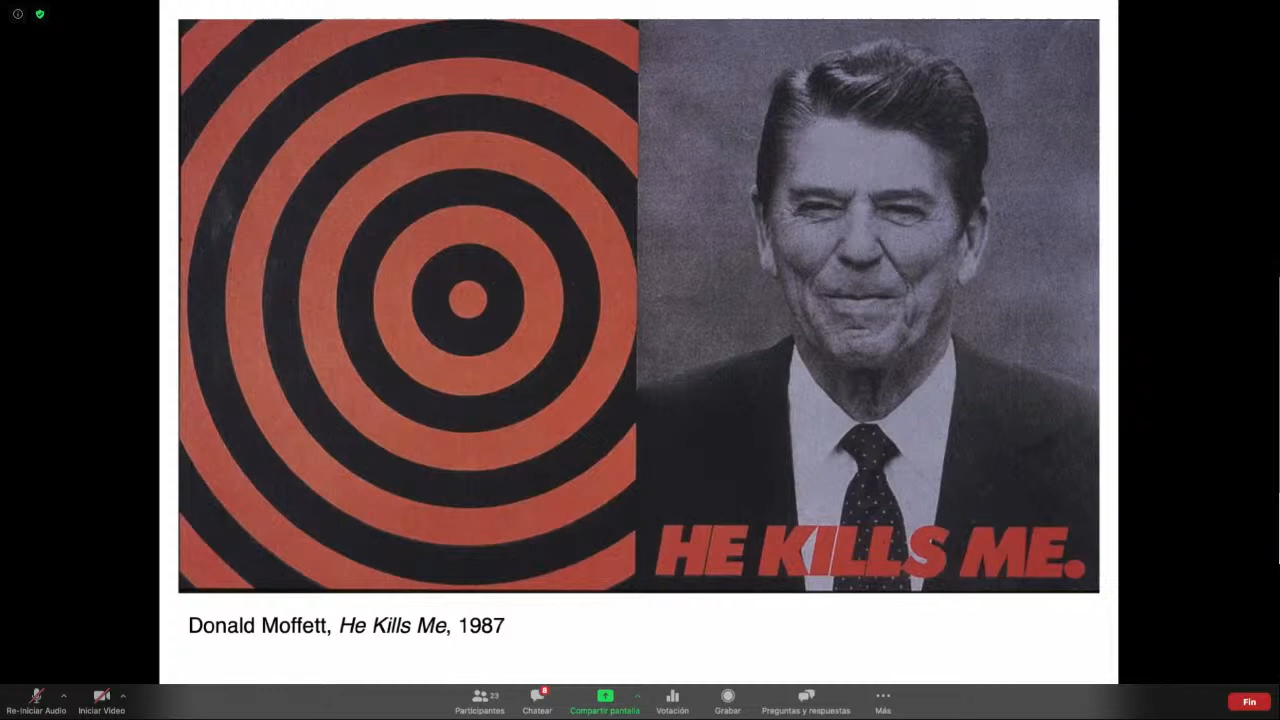 HE KILLS ME.
Donald Moffett, He Kills Me, 1987
Re-Iniciar Audio
Iniciar Video
23
Participantes
8
Chatear
Compartir pantalla
Votación
Grabar
Preguntas y respuestas
Más
Fin